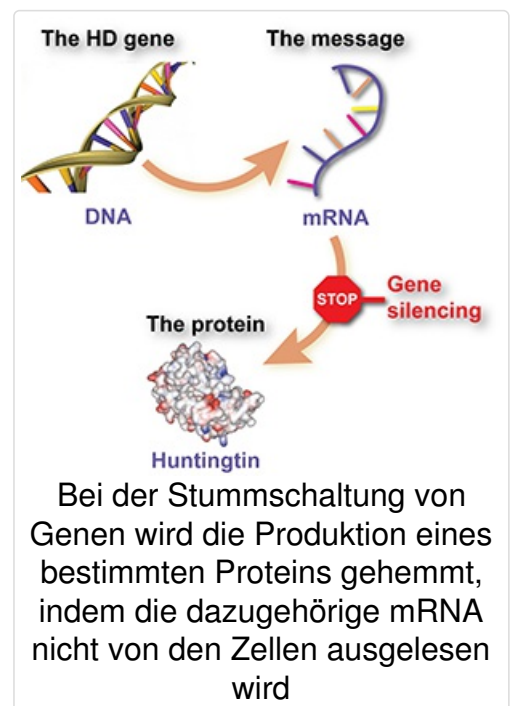 The HD gene
The message
DNA
mRNA
STOP
Gene
silencing
The protein
Huntingtin
Bei der Stummschaltung von
Genen wird die Produktion eines
bestimmten Proteins gehemmt,
indem die dazugehörige mRNA
nicht von den Zellen ausgelesen
wird